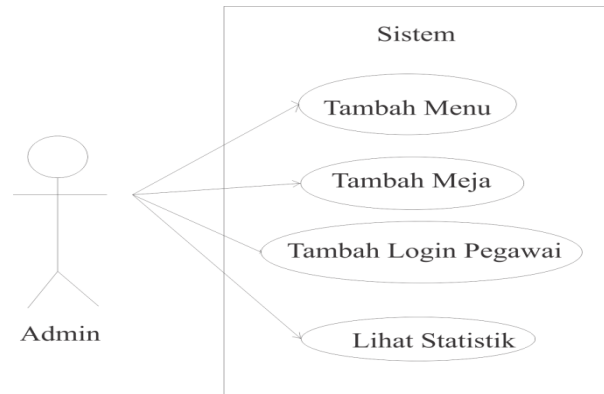 Sistem
Tambah Menu
Tambah Meja
Tambah Login Pegawai
Lihat Statistik
Admin